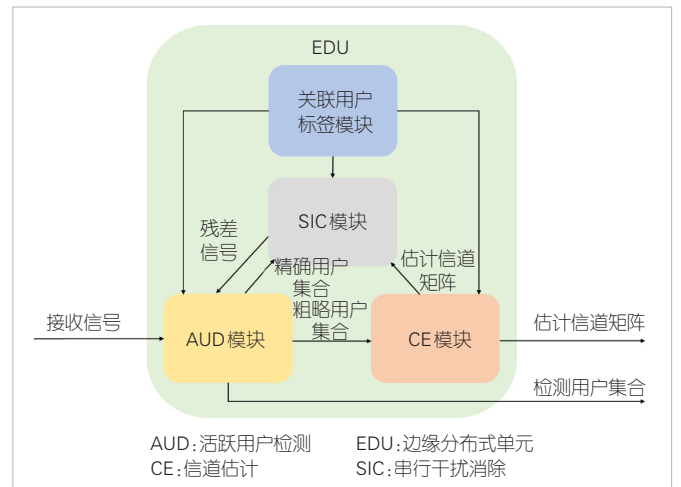 EDU
关联用户
标签模块
SIC模块
残差
信号
精确用户
集合
估计信道
矩阵
粗略用户
集合
接收信号
AUD模块
CE模块
估计信道矩阵
检测用户集合
AUD:活跃用户检测
EDU:边缘分布式单元
CE:信道估计
SIC:串行干扰消除